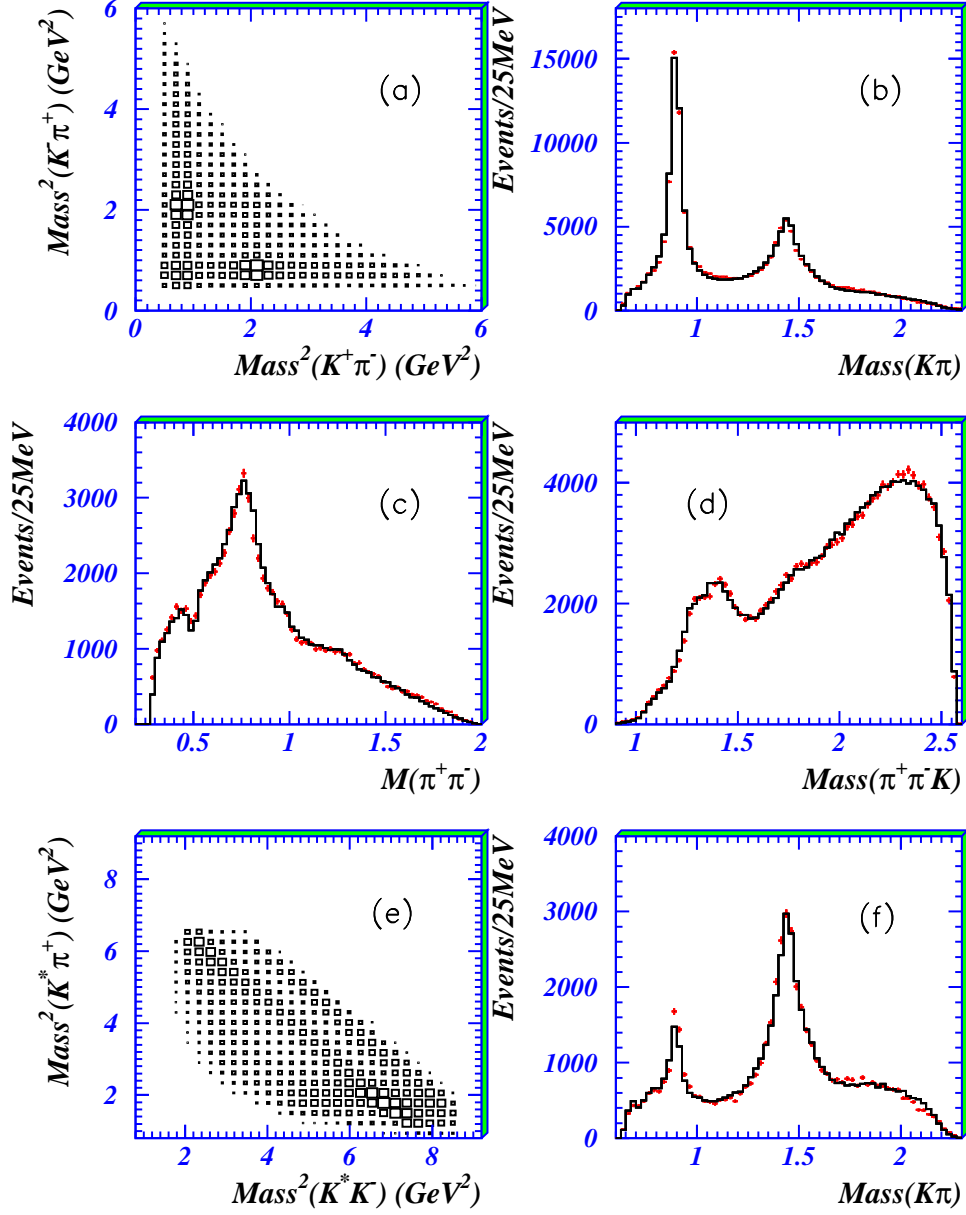 Mass²(K⁻π⁺) (GeV²)
6
4
2
0
(a)
0 2 4 6
Mass²(K⁺π⁻) (GeV²)
Events/25MeV
15000
10000
5000
0
(b)
1 1.5 2
Mass(Kπ)
Events/25MeV
4000
3000
2000
1000
0
(c)
0.5 1 1.5 2
M(π⁺π⁻)
Events/25MeV
4000
2000
0
(d)
1 1.5 2 2.5
Mass(π⁺π⁻K)
Mass²(K*π⁺) (GeV²)
8
6
4
2
(e)
2 4 6 8
Mass²(K*K⁻) (GeV²)
Events/25MeV
4000
3000
2000
1000
0
(f)
1 1.5 2
Mass(Kπ)